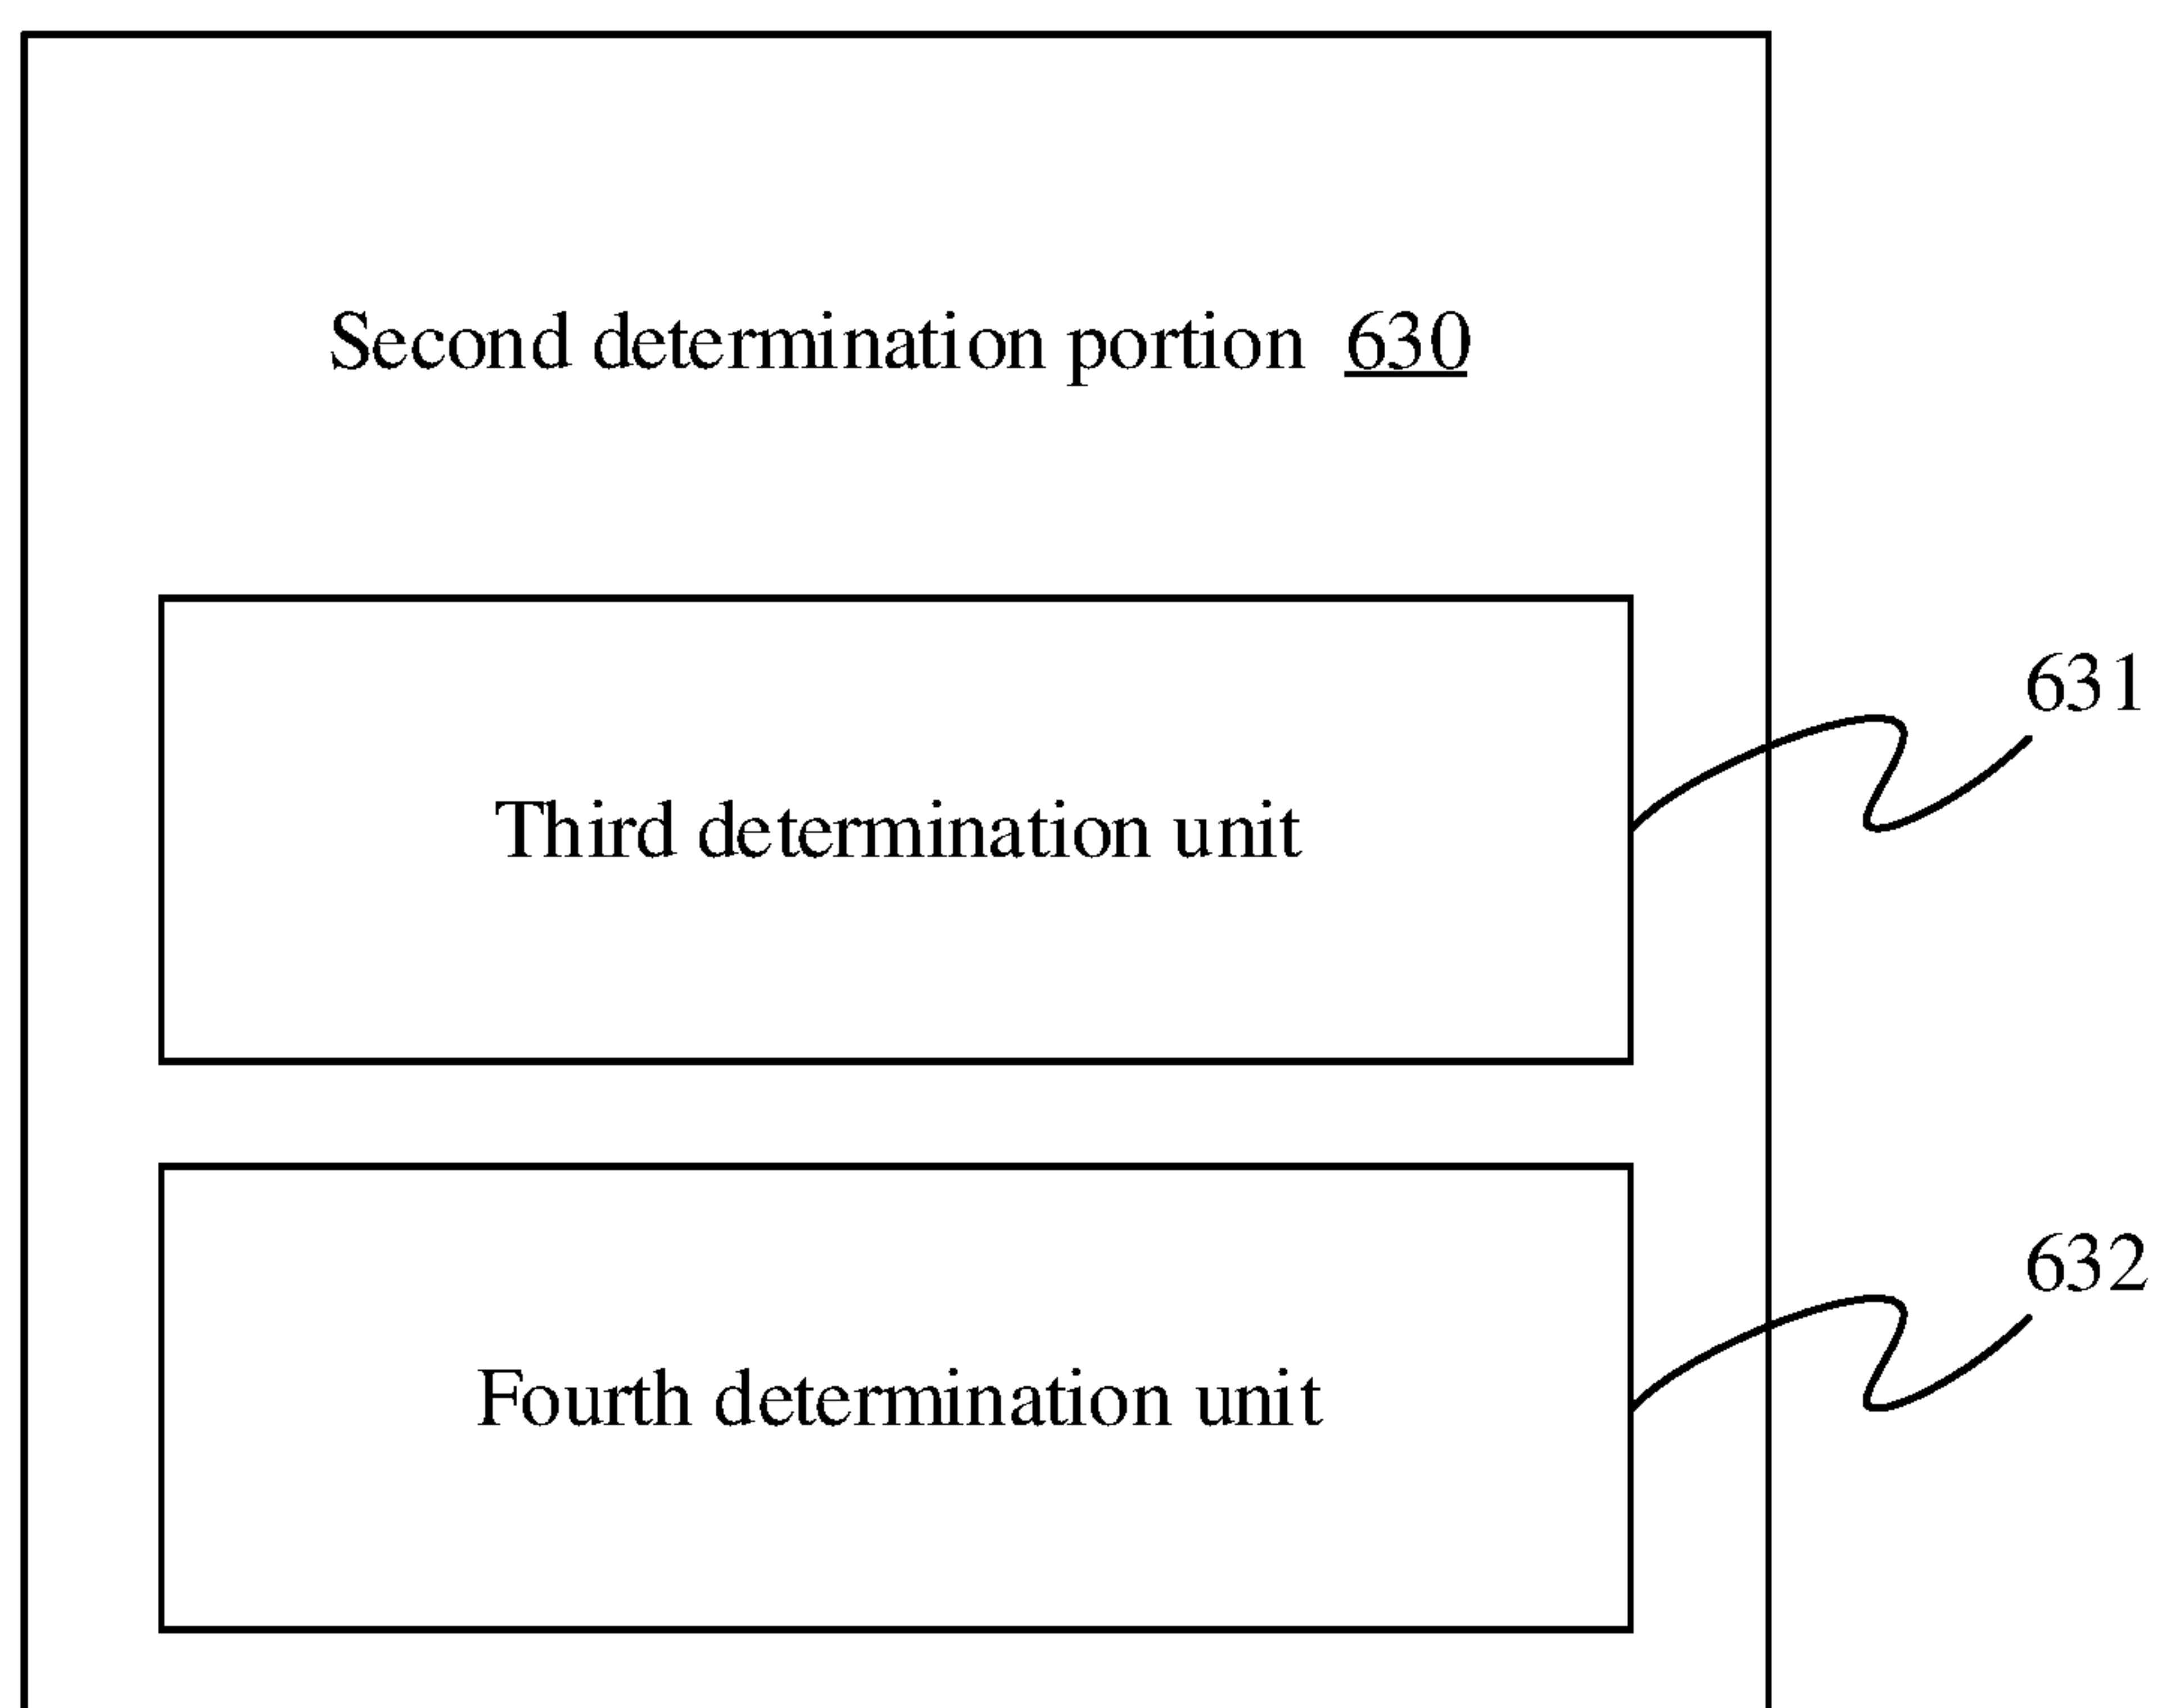 Second determination portion 630
631
Third determination unit
632
Fourth determination unit